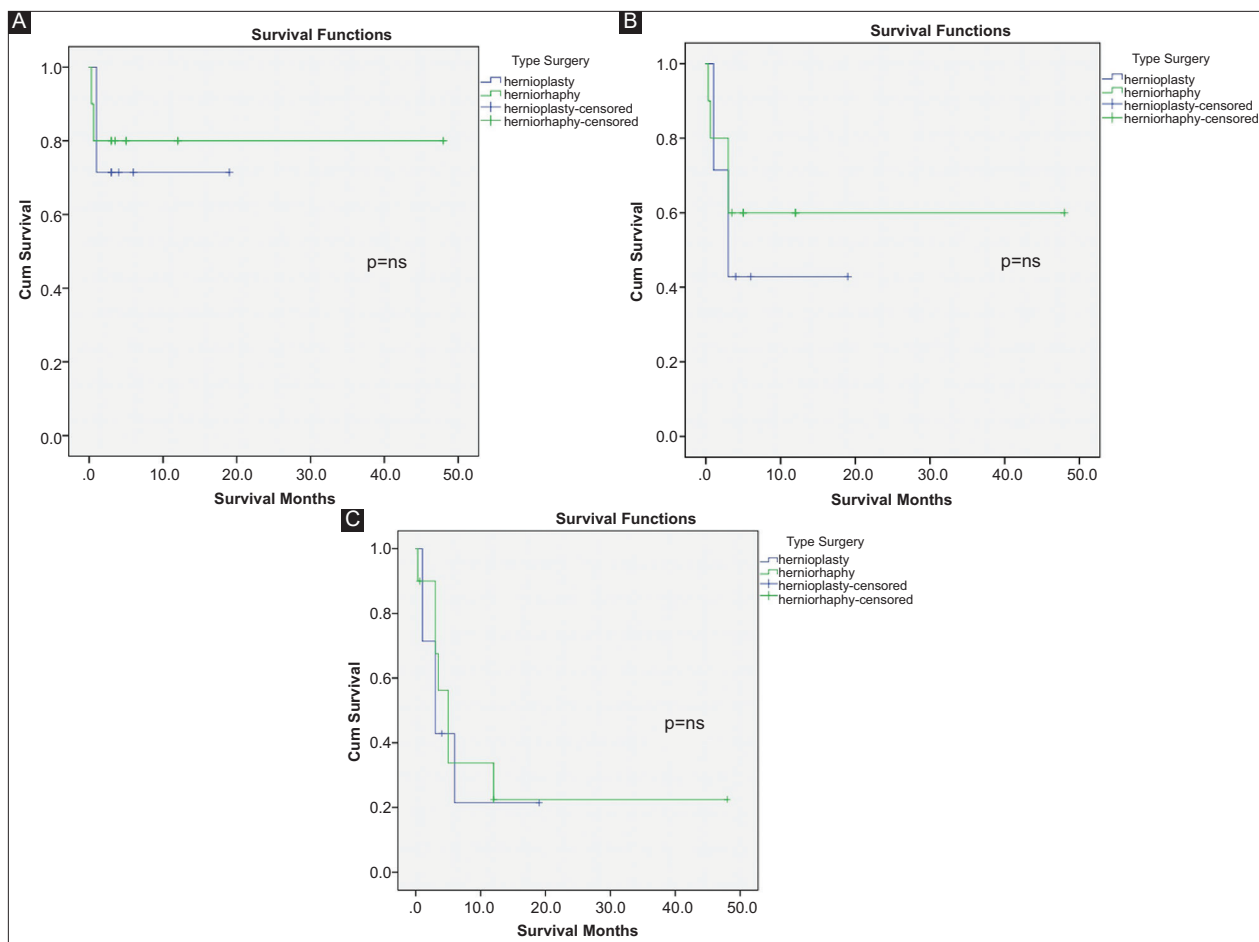 A
Survival Functions
Type Surgery
hernioplasty
herniorhaphy
hernioplasty-censored
herniorhaphy-censored
1.0
0.8
0.6
0.4
0.2
0.0
Cum Survival
p=ns
.0 10.0 20.0 30.0 40.0 50.0
Survival Months
B
Survival Functions
Type Surgery
hernioplasty
herniorhaphy
hernioplasty-censored
herniorhaphy-censored
1.0
0.8
0.6
0.4
0.2
0.0
Cum Survival
p=ns
.0 10.0 20.0 30.0 40.0 50.0
Survival Months
C
Survival Functions
Type Surgery
hernioplasty
herniorhaphy
hernioplasty-censored
herniorhaphy-censored
1.0
0.8
0.6
0.4
0.2
0.0
Cum Survival
p=ns
.0 10.0 20.0 30.0 40.0 50.0
Survival Months